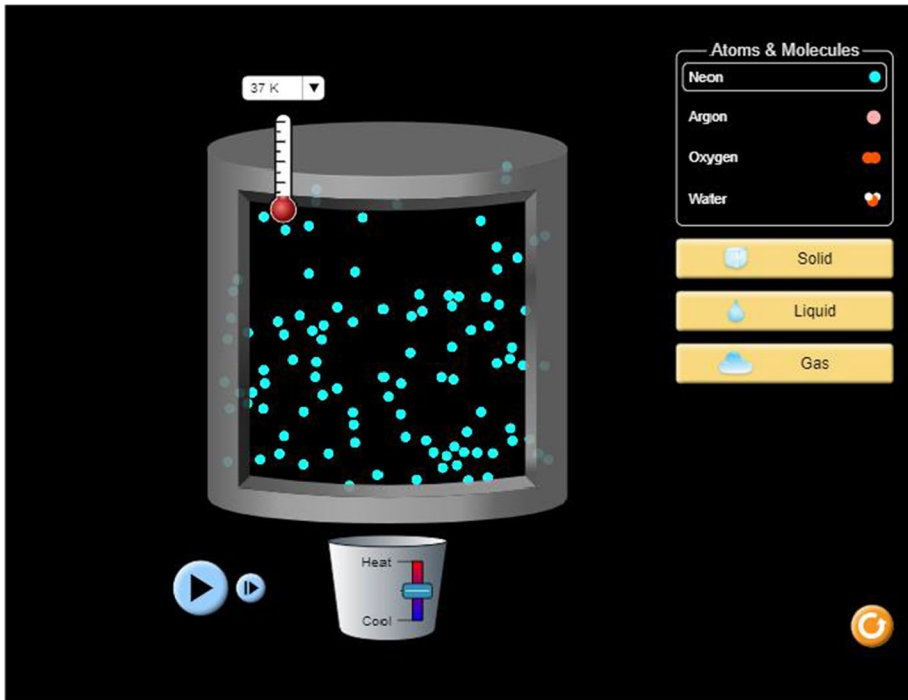 Atoms & Molecules
37 K
Neon
Argon
Oxygen
Water
Solid
Liquid
Gas
Heat
Cool